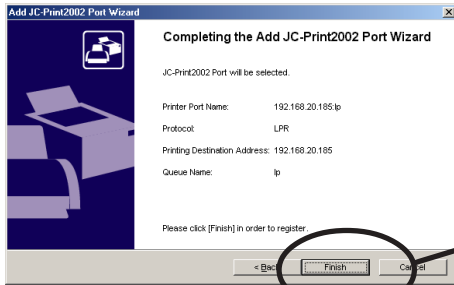 Add JC-Print2002 Port Wizard
Completing the Add JC-Print2002 Port Wizard
JC-Print2002 Port will be selected.
Printer Port Name: 192.168.20.185:lp
Protocol: LPR
Printing Destination Address: 192.168.20.185
Queue Name: lp
Please click [Finish] in order to register.
< Back Finish Cancel